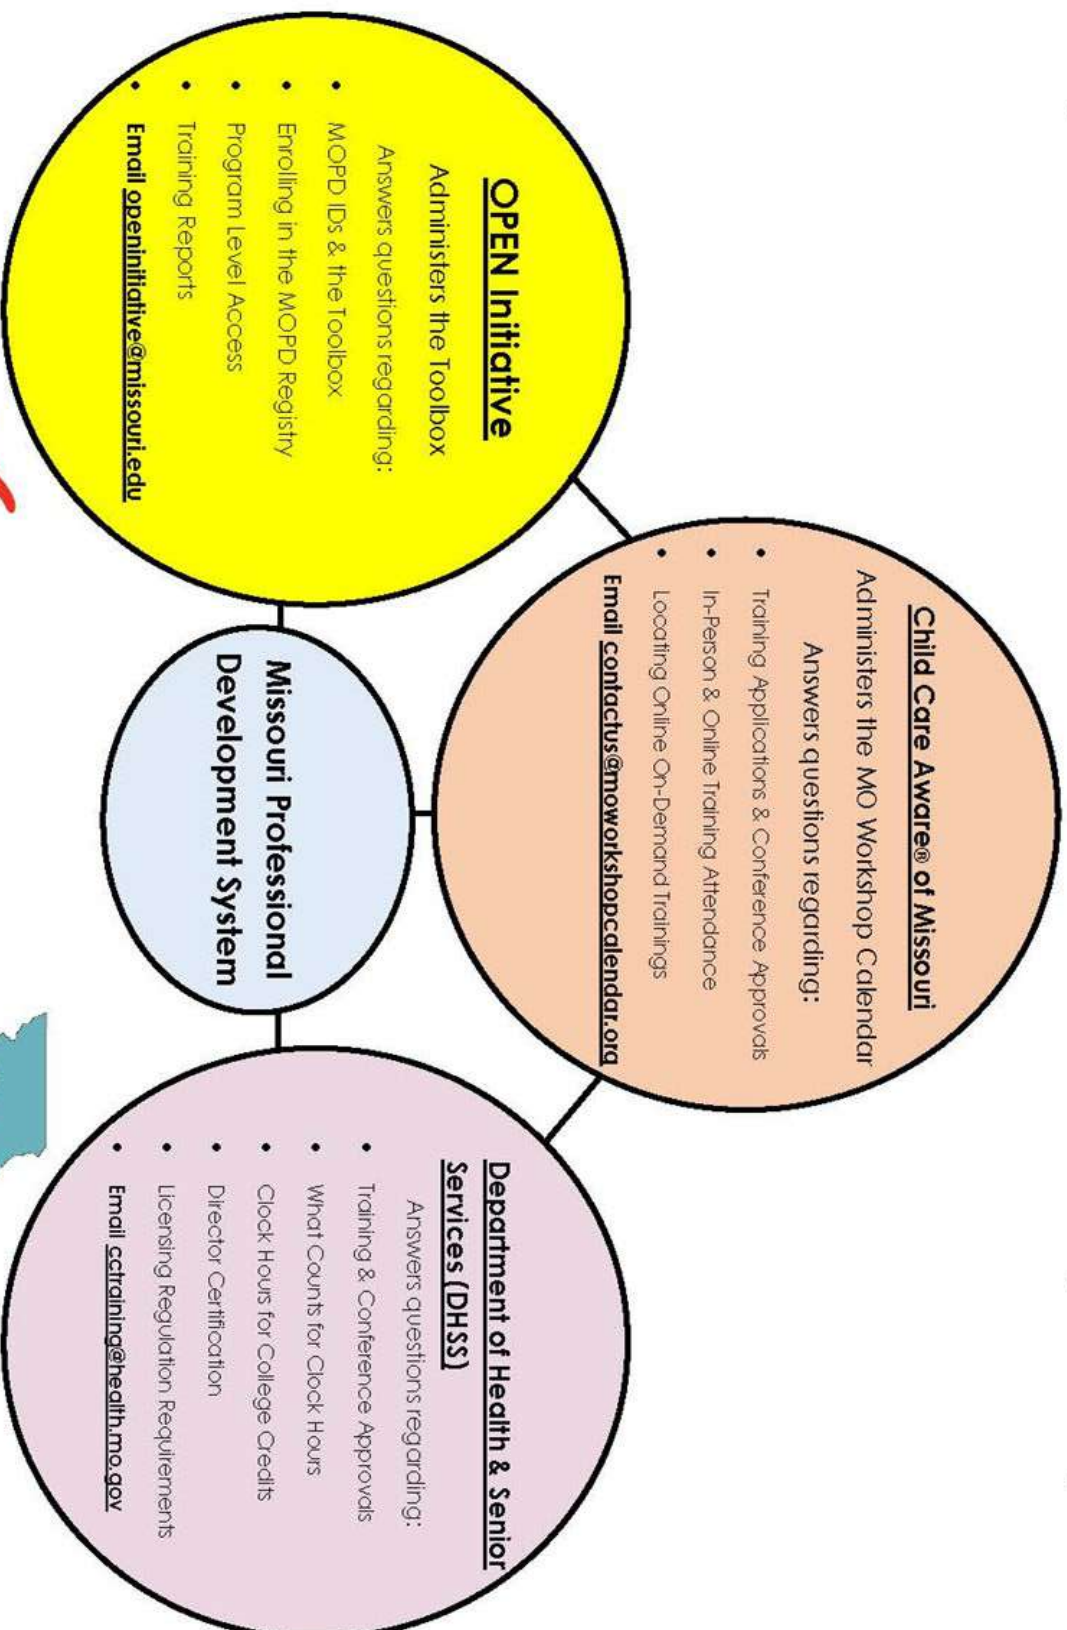 Child Care Aware® of Missouri
Administers the MO Workshop Calendar
Answers questions regarding:
• Training Applications & Conference Approvals
• In-Person & Online Training Attendance
• Locating Online On-Demand Trainings
Email contactus@moworkshopcalendar.org
OPEN Initiative
Administers the Toolbox
Answers questions regarding:
• MOPD IDs & the Toolbox
• Enrolling in the MOPD Registry
• Program Level Access
• Training Reports
• Email openinitiative@missouri.edu
Missouri Professional
Development System
Department of Health & Senior
Services (DHSS)
Answers questions regarding:
• Training & Conference Approvals
• What Counts for Clock Hours
• Clock Hours for College Credits
• Director Certification
• Licensing Regulation Requirements
• Email cctraining@health.mo.gov